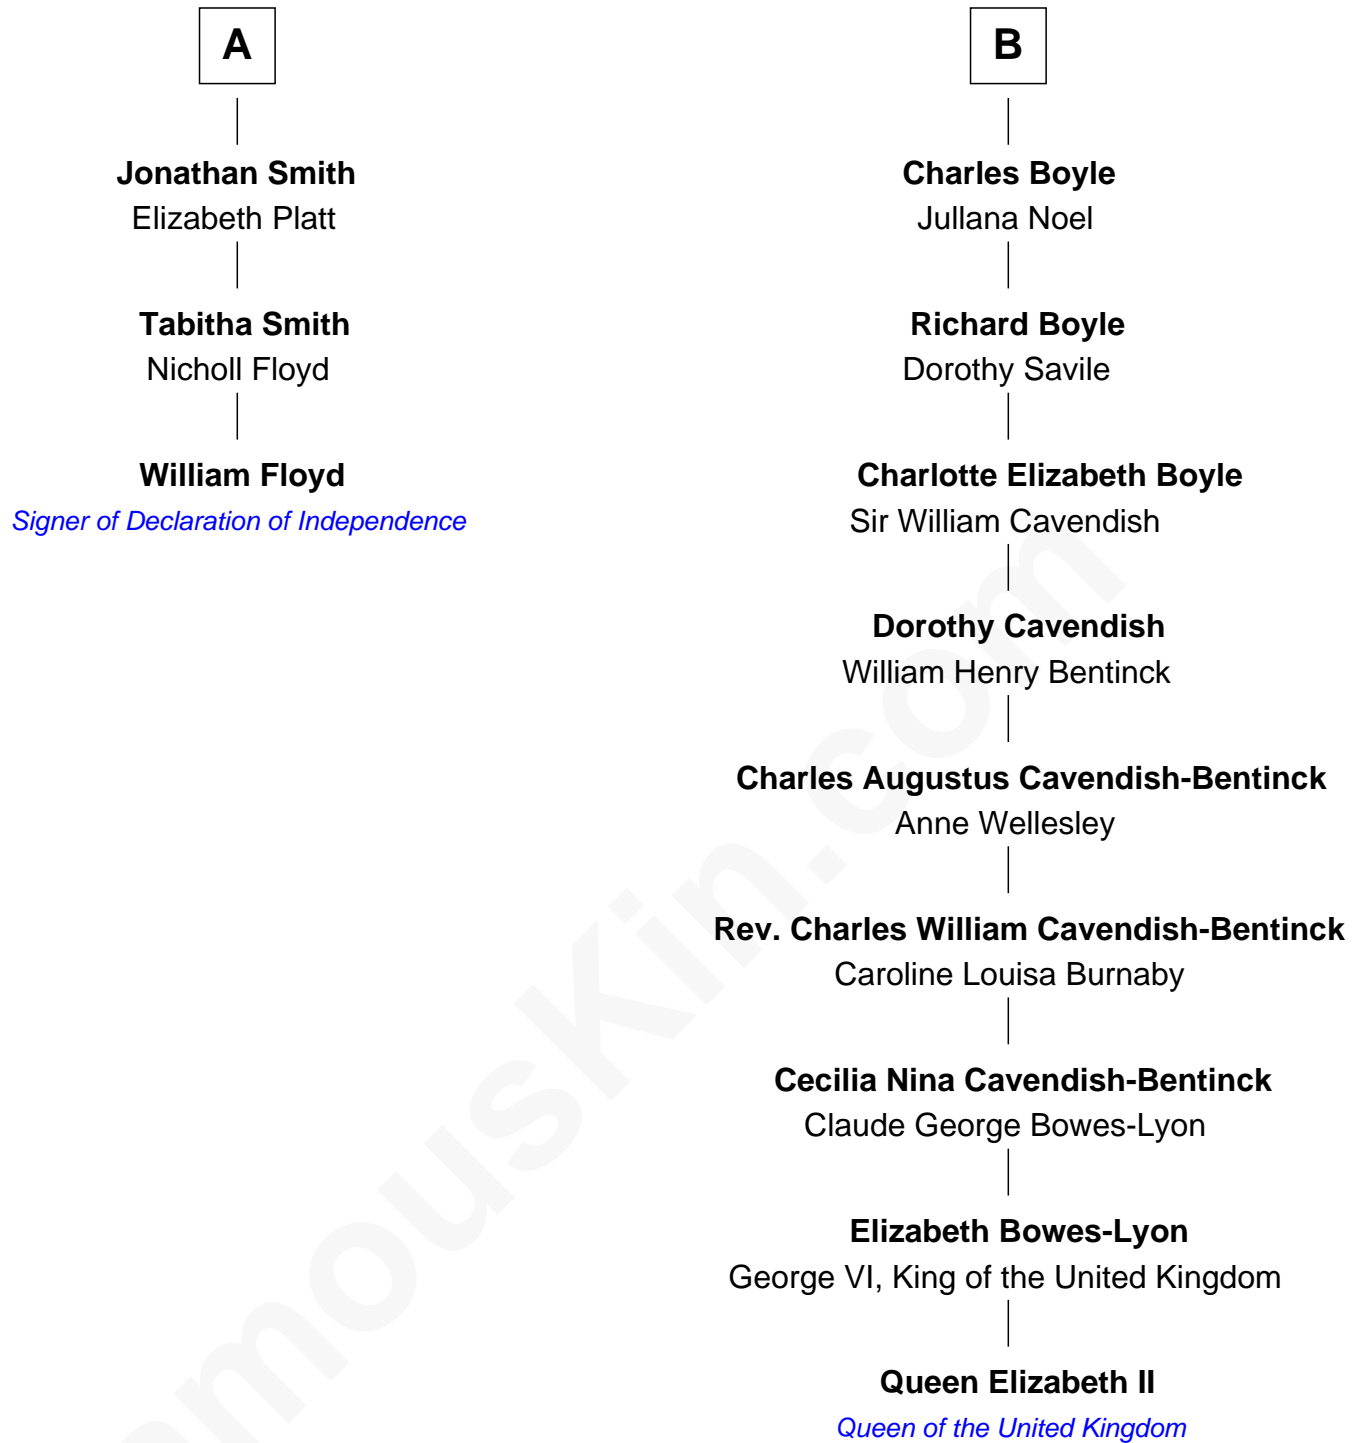 A
Jonathan Smith
Elizabeth Platt
Tabitha Smith
Nicholl Floyd
William Floyd
Signer of Declaration of Independence
B
Charles Boyle
Jullana Noel
Richard Boyle
Dorothy Savile
Charlotte Elizabeth Boyle
Sir William Cavendish
Dorothy Cavendish
William Henry Bentinck
Charles Augustus Cavendish-Bentinck
Anne Wellesley
Rev. Charles William Cavendish-Bentinck
Caroline Louisa Burnaby
Cecilia Nina Cavendish-Bentinck
Claude George Bowes-Lyon
Elizabeth Bowes-Lyon
George VI, King of the United Kingdom
Queen Elizabeth II
Queen of the United Kingdom
amouskin.com